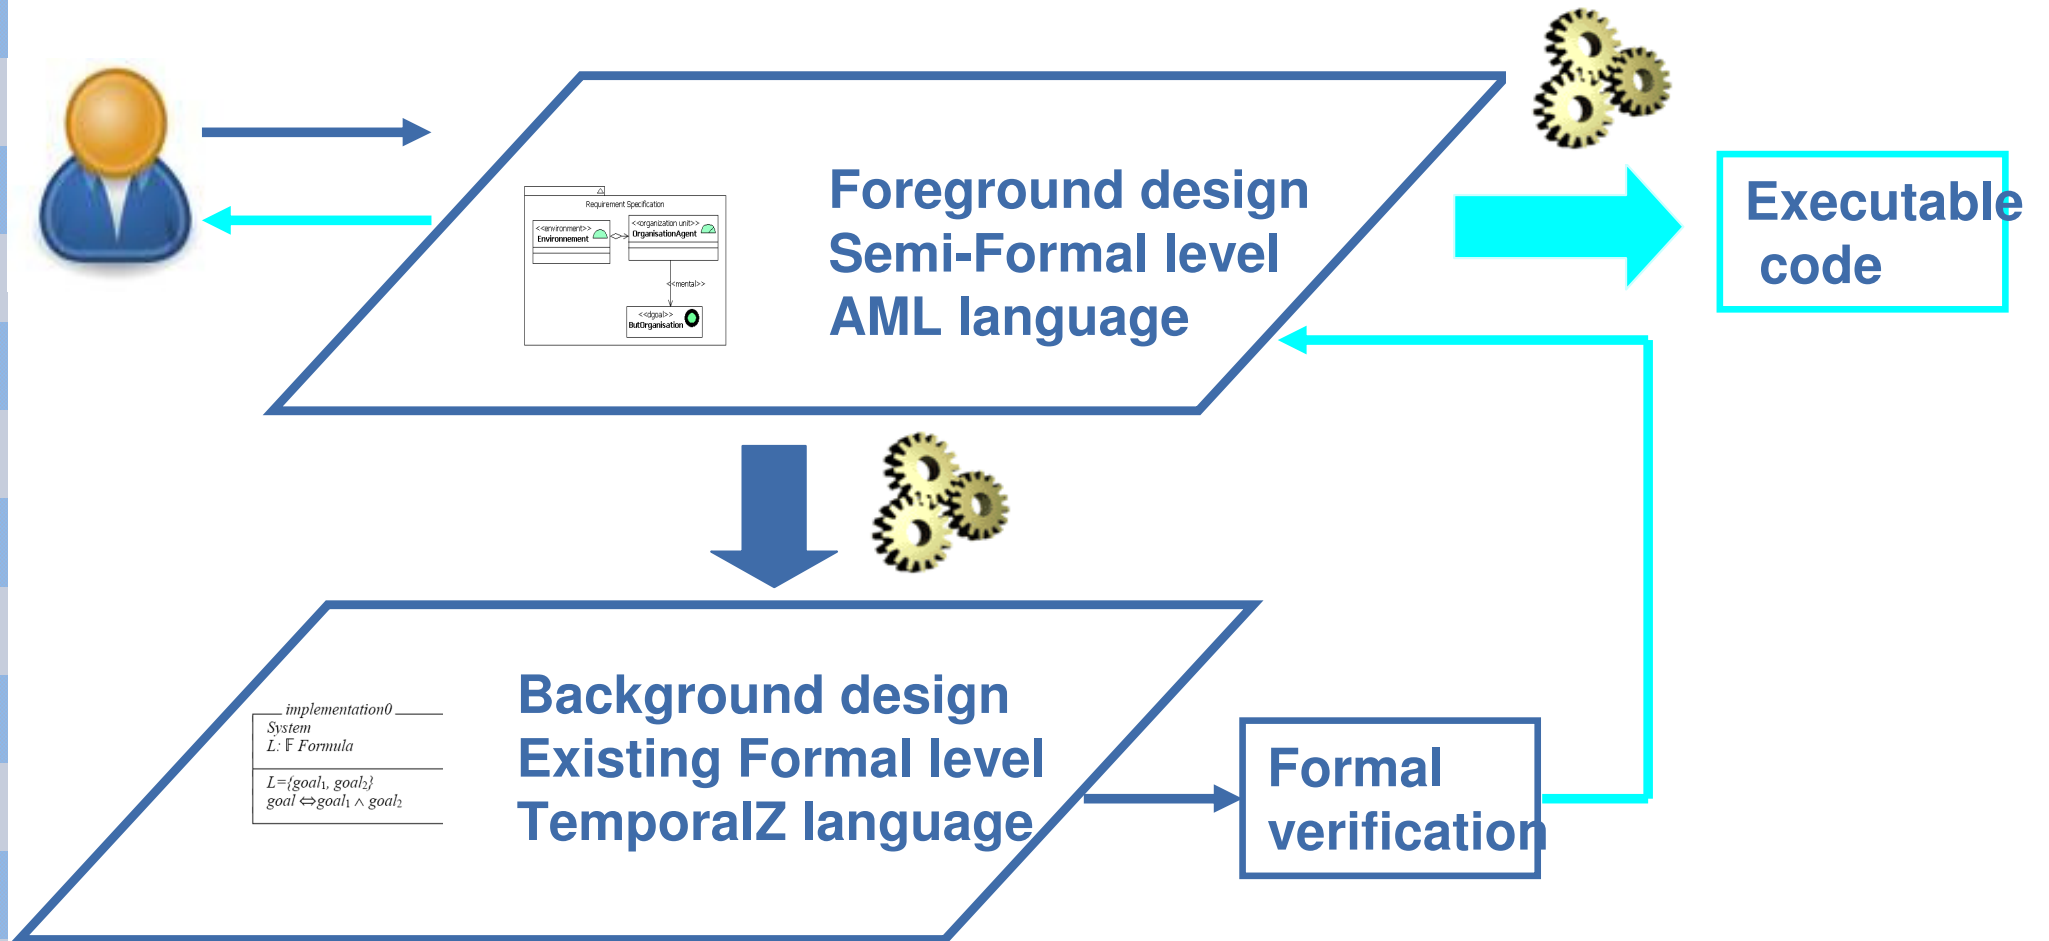 Requirement Specification
<<environment>>
Environnement
<<organization unit>>
OrganisationAgent
<<mental>>
<<dgoal>>
ButOrganisation
Foreground design
Semi-Formal level
AML language
Executable
code
implementation0
System
L: 𝔽 Formula
L={goal₁, goal₂}
goal ⇔ goal₁ ∧ goal₂
Background design
Existing Formal level
TemporalZ language
Formal
verification